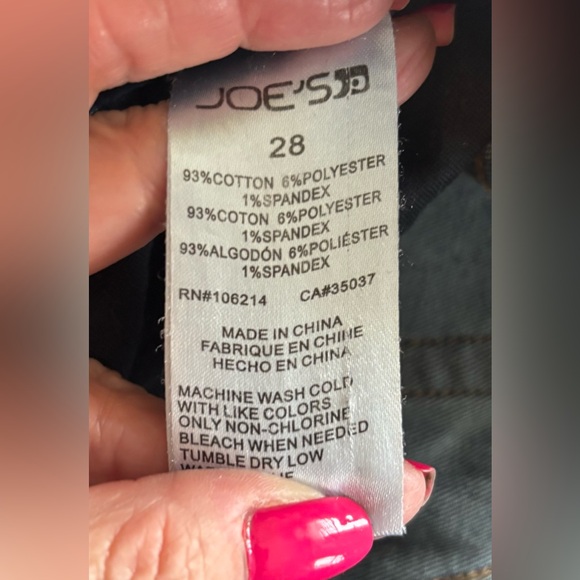 JOE'S
28
93%COTTON 6%POLYESTER
1%SPANDEX
93%COTON 6%POLYESTER
1%SPANDEX
93%ALGODÓN 6%POLIÉSTER
1%SPANDEX
RN#106214 CA#35037
MADE IN CHINA
FABRIQUE EN CHINE
HECHO EN CHINA
MACHINE WASH COLD
WITH LIKE COLORS
ONLY NON-CHLORINE
BLEACH WHEN NEEDED
TUMBLE DRY LOW